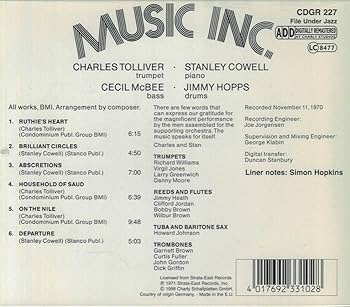 MUSIC INC.
CDGR 227
File Under Jazz
ADD DIGITALLY REMASTERED
AT CHARLY STUDIOS
LC 8477
CHARLES TOLLIVER · STANLEY COWELL
trumpet piano
CECIL McBEE · JIMMY HOPPS
bass drums
All works, BMI. Arrangement by composer.
1. RUTHIE'S HEART
(Charles Tolliver)
(Condominium Publ. Group BMI) 6:15
2. BRILLIANT CIRCLES
(Stanley Cowell) (Stanco Publ.) 4:50
3. ABSCRETIONS
(Stanley Cowell) (Stanco Publ.) 7:00
4. HOUSEHOLD OF SAUD
(Charles Tolliver) (Condominium Publ. Group BMI) 6:39
5. ON THE NILE
(Charles Tolliver) (Condominium Publ. Group BMI) 9:48
6. DEPARTURE
(Stanley Cowell) (Stanco Publ.) 5:03
There are few words that
can express our gratitude for
the magnificent performance
by the men assembled for the
supporting orchestra. The music
speaks for itself.
Charles and Stan
TRUMPETS
Richard Williams
Virgil Jones
Larry Greenwich
Danny Moore
REEDS AND FLUTES
Jimmy Heath
Clifford Jordan
Bobby Brown
Wilbur Brown
TUBA AND BARITONE SAX
Howard Johnson
TROMBONES
Garnett Brown
Curtis Fuller
John Gordon
Dick Griffin
Recorded November 11, 1970
Recording Engineer:
Joe Jorgensen
Supervision and Mixing Engineer:
George Klabin
Digital transfer:
Duncan Stanbury
Liner notes: Simon Hopkins
Licensed from Strata-East Records.
℗ 1971 Strata-East Records, Inc.
© 1998 Charly Schallplatten GmbH.
Country of origin Germany. - Made in the E.U
4 017692 331028